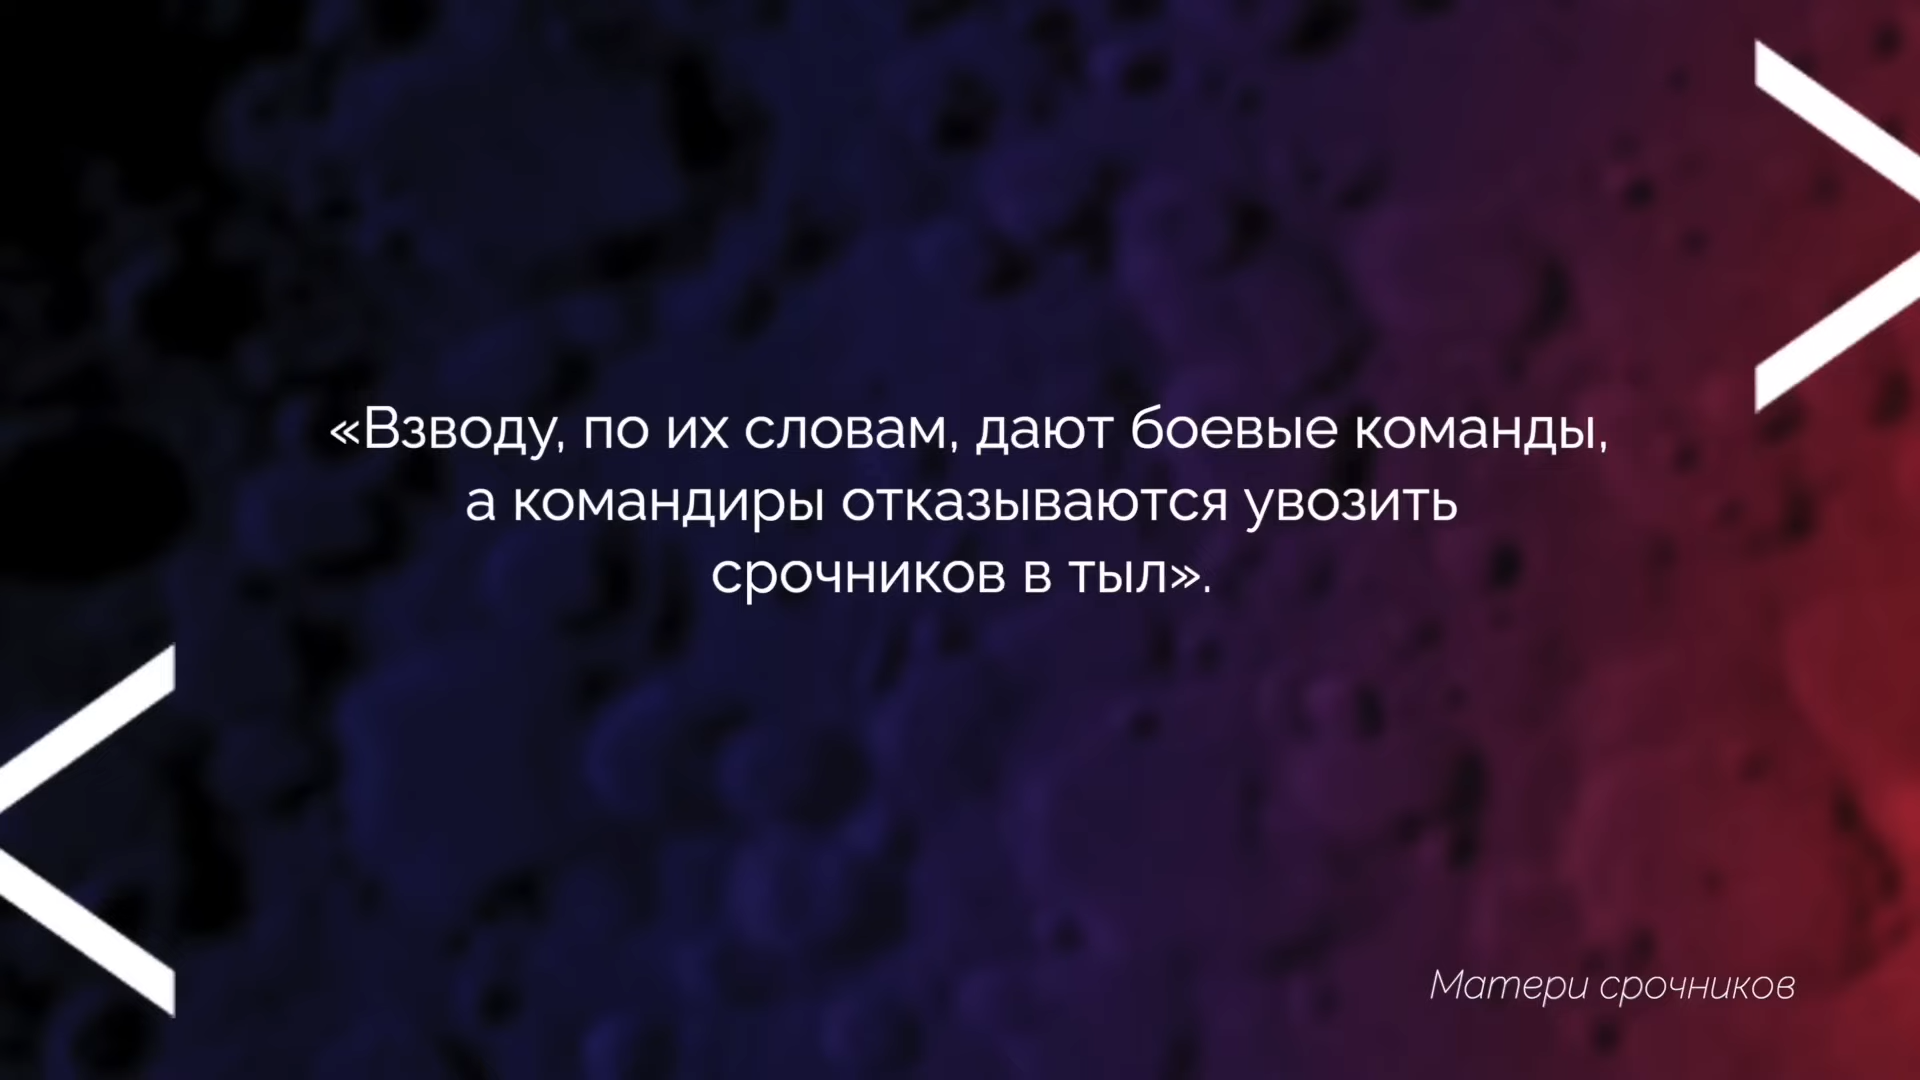 «Взводу, по их словам, дают боевые команды,
а командиры отказываются увозить
срочников в тыл».
Матери срочников